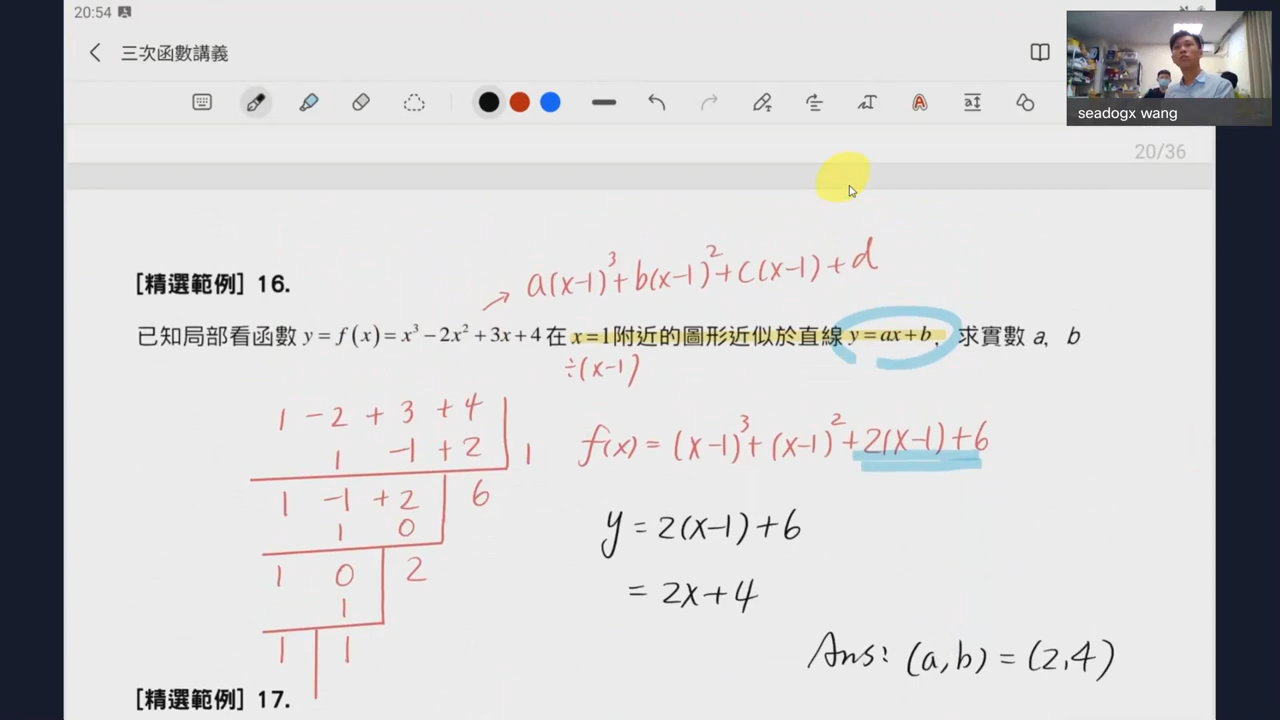 20:54
三次函數講義
seadogx wang
20/36
a(x-1)³+b(x-1)²+c(x-1)+d
[精選範例] 16.
已知局部看函數 y=f(x)=x³−2x²+3x+4 在 x=1附近的圖形近似於直線 y=ax+b，求實數 a, b
÷(x-1)
1 -2 +3 +4
1 -1 +2 1
1 -1 +2 6
1 0
1 0 2
1
1 1
f(x)=(x-1)³+(x-1)²+2(x-1)+6
y=2(x-1)+6
=2x+4
Ans: (a,b)=(2,4)
[精選範例] 17.